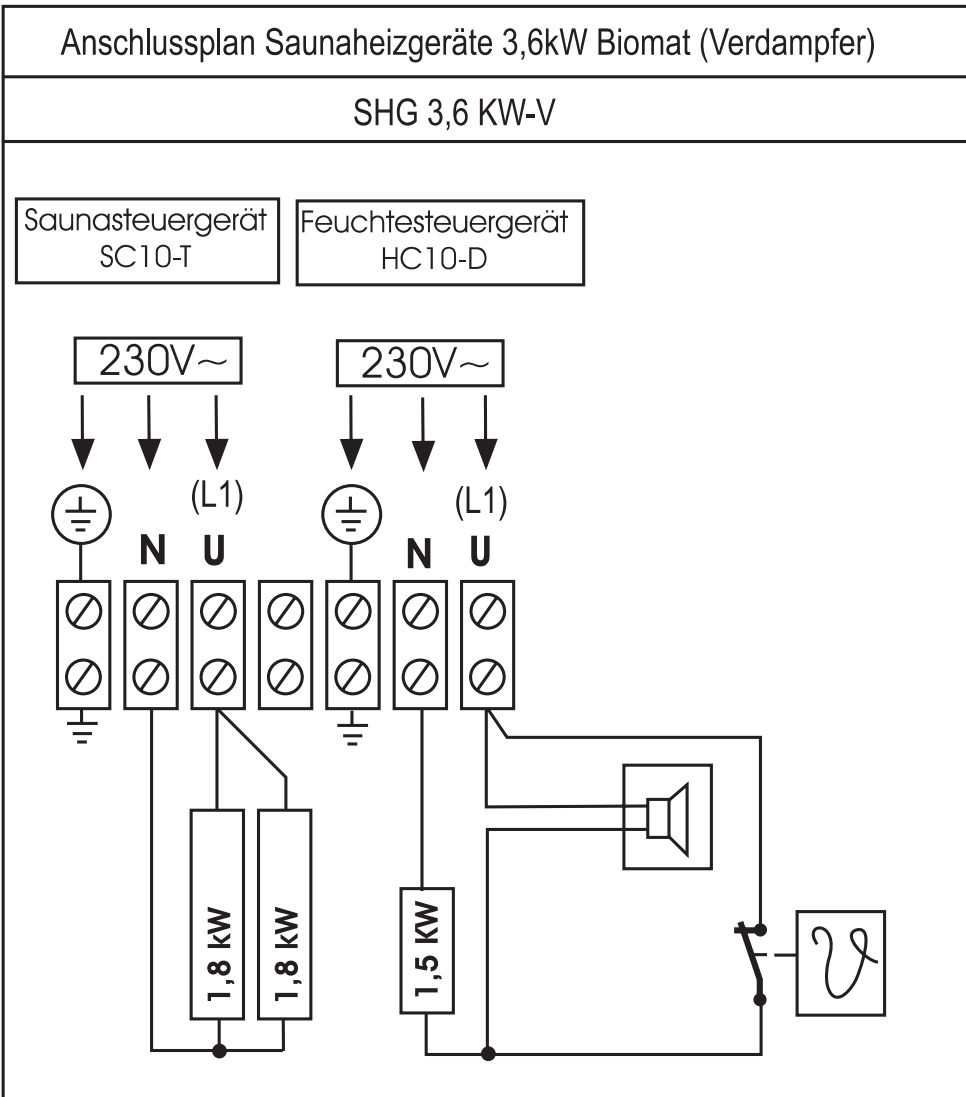 Anschlussplan Saunaheizgeräte 3,6kW Biomat (Verdampfer)
SHG 3,6 KW-V
Saunasteuergerät
SC10-T
Feuchtesteuergerät
HC10-D
230V~
230V~
(L1)
(L1)
N U
N U
1,8 kW
1,8 kW
1,5 KW
ϑ